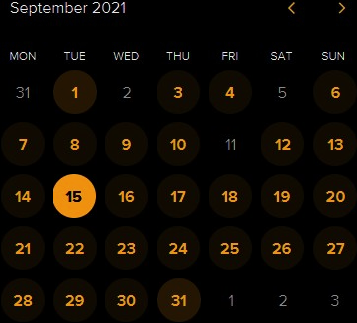 September 2021
MON TUE WED THU FRI SAT SUN
31 1 2 3 4 5 6
7 8 9 10 11 12 13
14 15 16 17 18 19 20
21 22 23 24 25 26 27
28 29 30 31 1 2 3